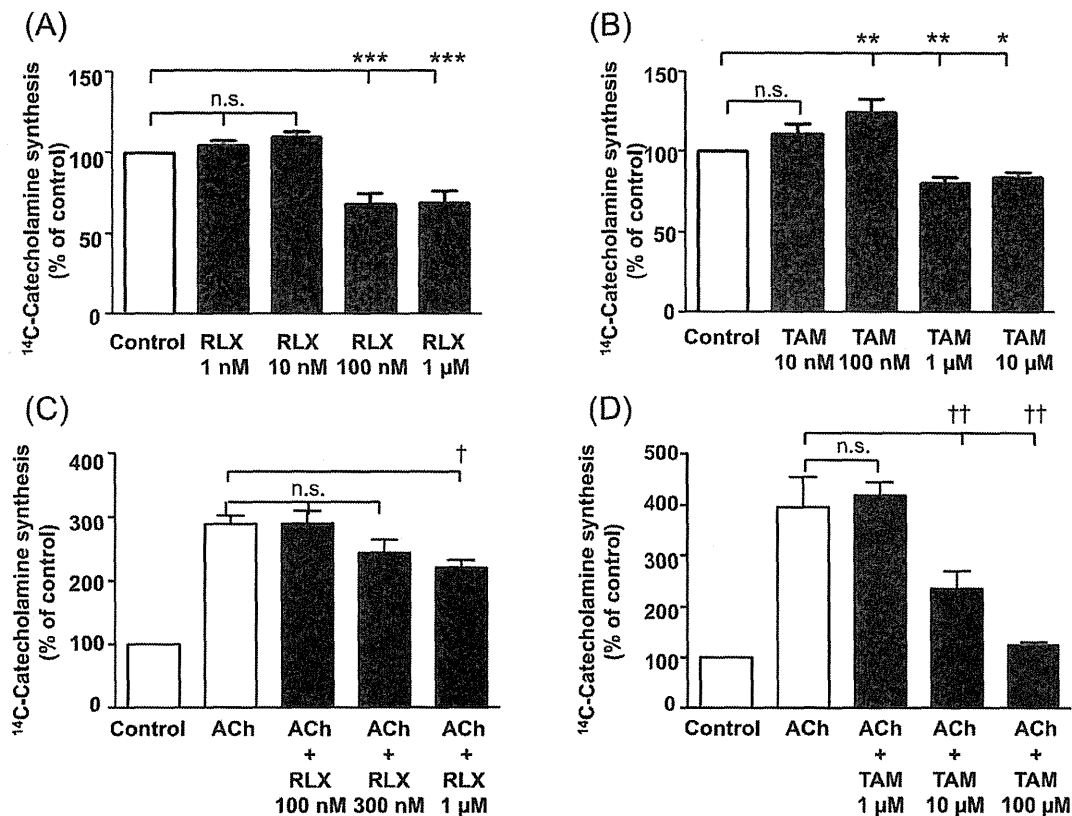 (A)
¹⁴C-Catecholamine synthesis
(% of control)
150
100
50
0
n.s.
***
***
Control
RLX
1 nM
RLX
10 nM
RLX
100 nM
RLX
1 µM
(B)
¹⁴C-Catecholamine synthesis
(% of control)
150
100
50
0
n.s.
**
**
*
Control
TAM
10 nM
TAM
100 nM
TAM
1 µM
TAM
10 µM
(C)
¹⁴C-Catecholamine synthesis
(% of control)
400
300
200
100
0
n.s.
†
Control
ACh
ACh
+
RLX
100 nM
ACh
+
RLX
300 nM
ACh
+
RLX
1 µM
(D)
¹⁴C-Catecholamine synthesis
(% of control)
500
400
300
200
100
0
n.s.
††
††
Control
ACh
ACh
+
TAM
1 µM
ACh
+
TAM
10 µM
ACh
+
TAM
100 µM